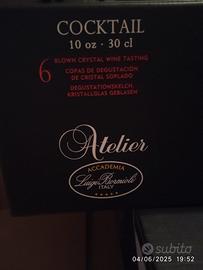 COCKTAIL
10 oz - 30 cl
6
BLOWN CRYSTAL WINE TASTING
COPAS DE DEGUSTACIÓN
DE CRISTAL SOPLADO
DEGUSTATIONSKELCH,
KRISTALLGLAS GEBLASEN
Atelier
ACCADEMIA
Luigi Bormioli
ITALY
subito
04/06/2025 19:52